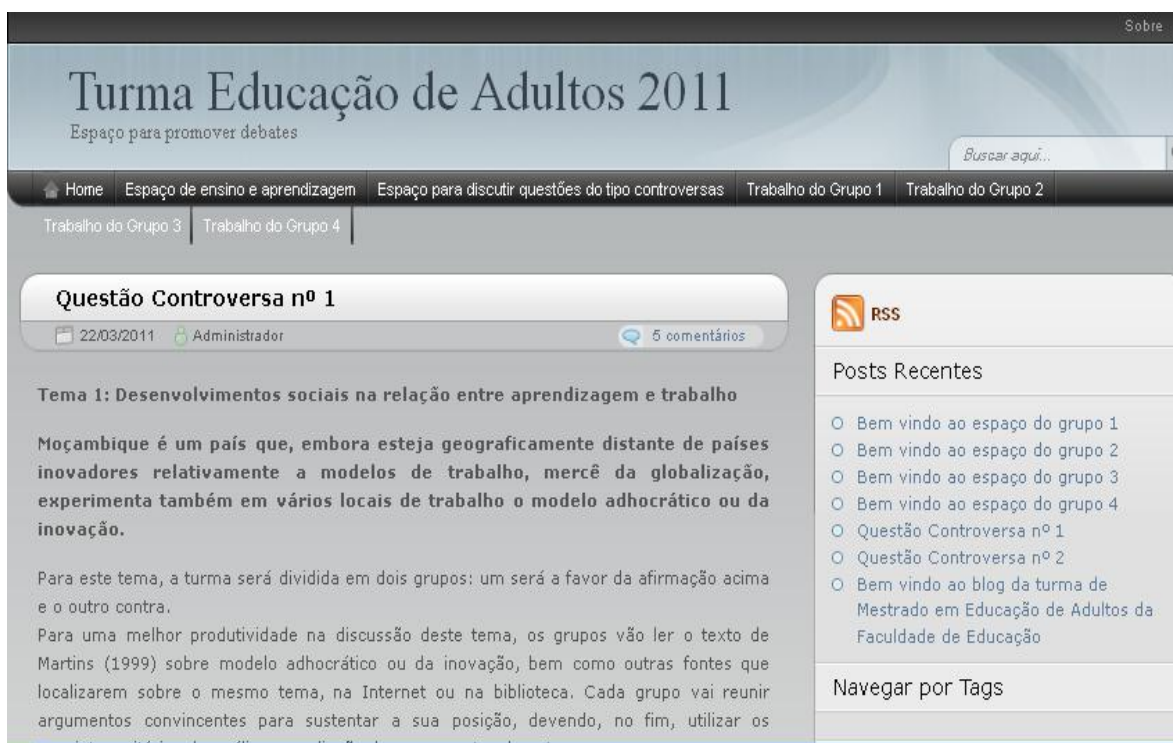 Sobre
Turma Educação de Adultos 2011
Espaço para promover debates
Buscar aqui...
Home Espaço de ensino e aprendizagem Espaço para discutir questões do tipo controversas Trabalho do Grupo 1 Trabalho do Grupo 2
Trabalho do Grupo 3 Trabalho do Grupo 4
Questão Controversa nº 1
22/03/2011 Administrador 5 comentários
Tema 1: Desenvolvimentos sociais na relação entre aprendizagem e trabalho
Moçambique é um país que, embora esteja geograficamente distante de países
inovadores relativamente a modelos de trabalho, mercê da globalização,
experimenta também em vários locais de trabalho o modelo adhocrático ou da
inovação.
Para este tema, a turma será dividida em dois grupos: um será a favor da afirmação acima
e o outro contra.
Para uma melhor produtividade na discussão deste tema, os grupos vão ler o texto de
Martins (1999) sobre modelo adhocrático ou da inovação, bem como outras fontes que
localizarem sobre o mesmo tema, na Internet ou na biblioteca. Cada grupo vai reunir
argumentos convincentes para sustentar a sua posição, devendo, no fim, utilizar os
RSS
Posts Recentes
Bem vindo ao espaço do grupo 1
Bem vindo ao espaço do grupo 2
Bem vindo ao espaço do grupo 3
Bem vindo ao espaço do grupo 4
Questão Controversa nº 1
Questão Controversa nº 2
Bem vindo ao blog da turma de
Mestrado em Educação de Adultos da
Faculdade de Educação
Navegar por Tags